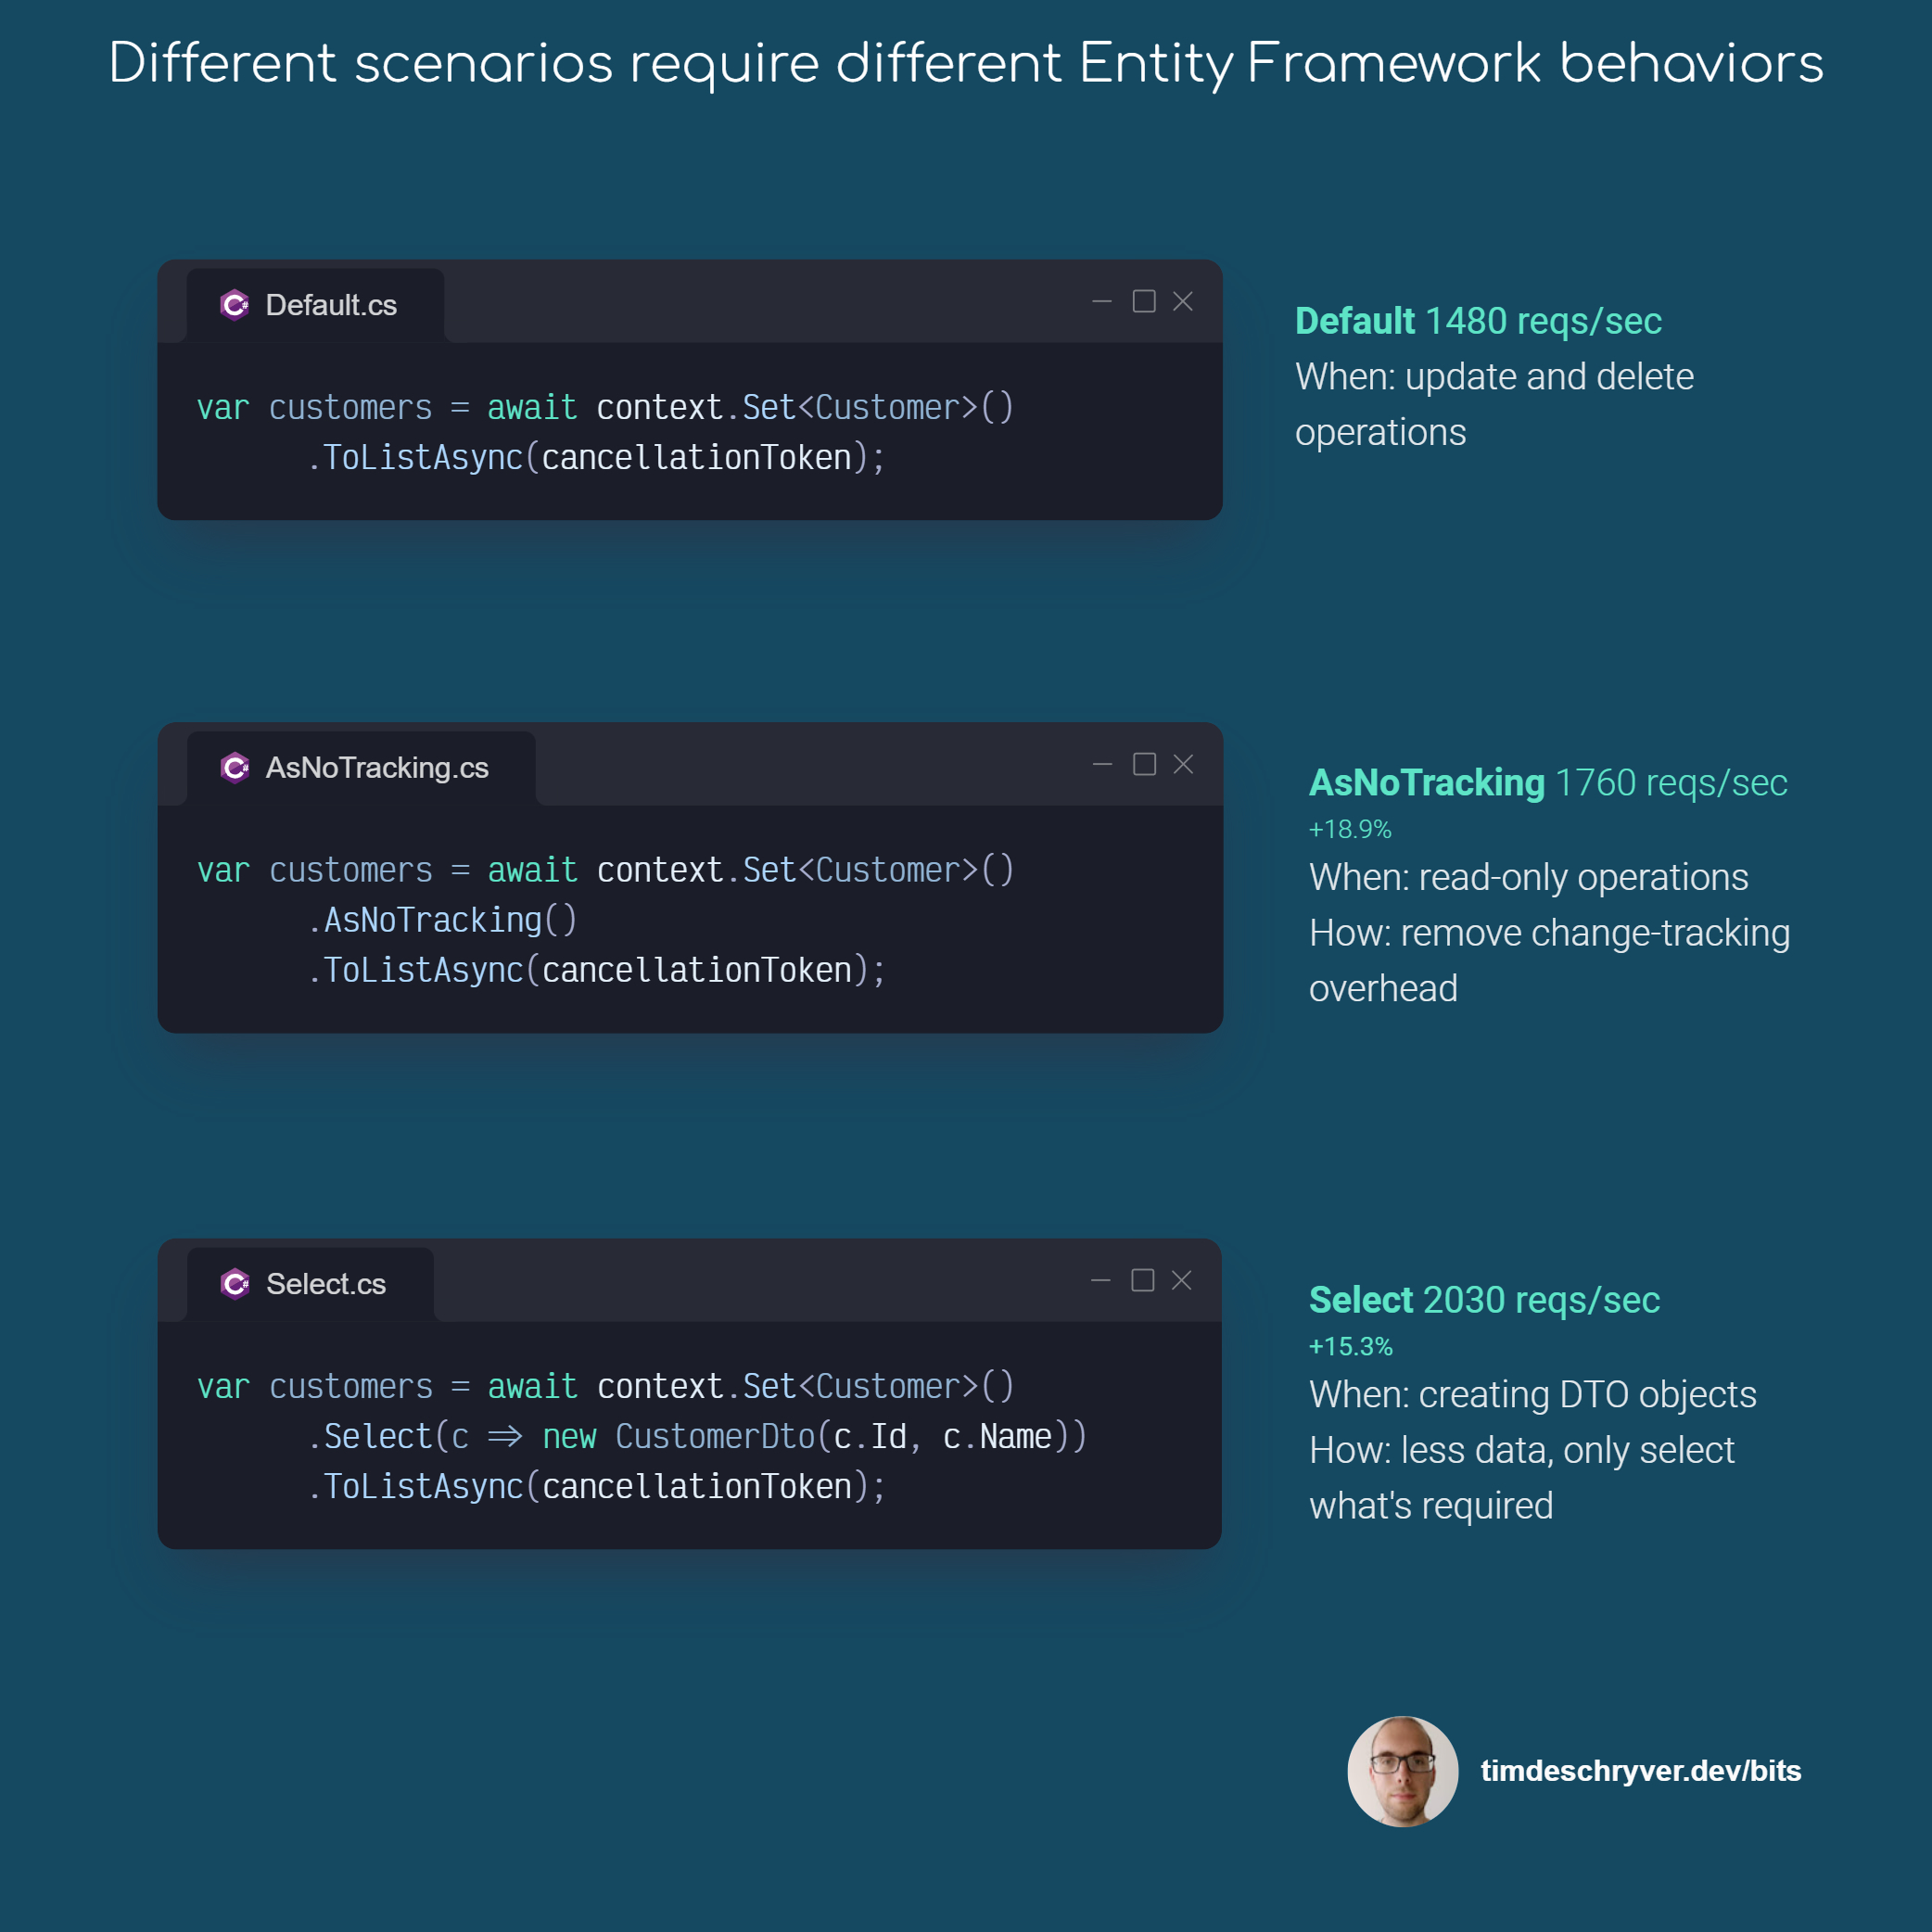 Different scenarios require different Entity Framework behaviors
Default.cs
var customers = await context.Set<Customer>()
.ToListAsync(cancellationToken);
Default 1480 reqs/sec
When: update and delete
operations
AsNoTracking.cs
var customers = await context.Set<Customer>()
.AsNoTracking()
.ToListAsync(cancellationToken);
AsNoTracking 1760 reqs/sec
+18.9%
When: read-only operations
How: remove change-tracking
overhead
Select.cs
var customers = await context.Set<Customer>()
.Select(c => new CustomerDto(c.Id, c.Name))
.ToListAsync(cancellationToken);
Select 2030 reqs/sec
+15.3%
When: creating DTO objects
How: less data, only select
what's required
timdeschryver.dev/bits